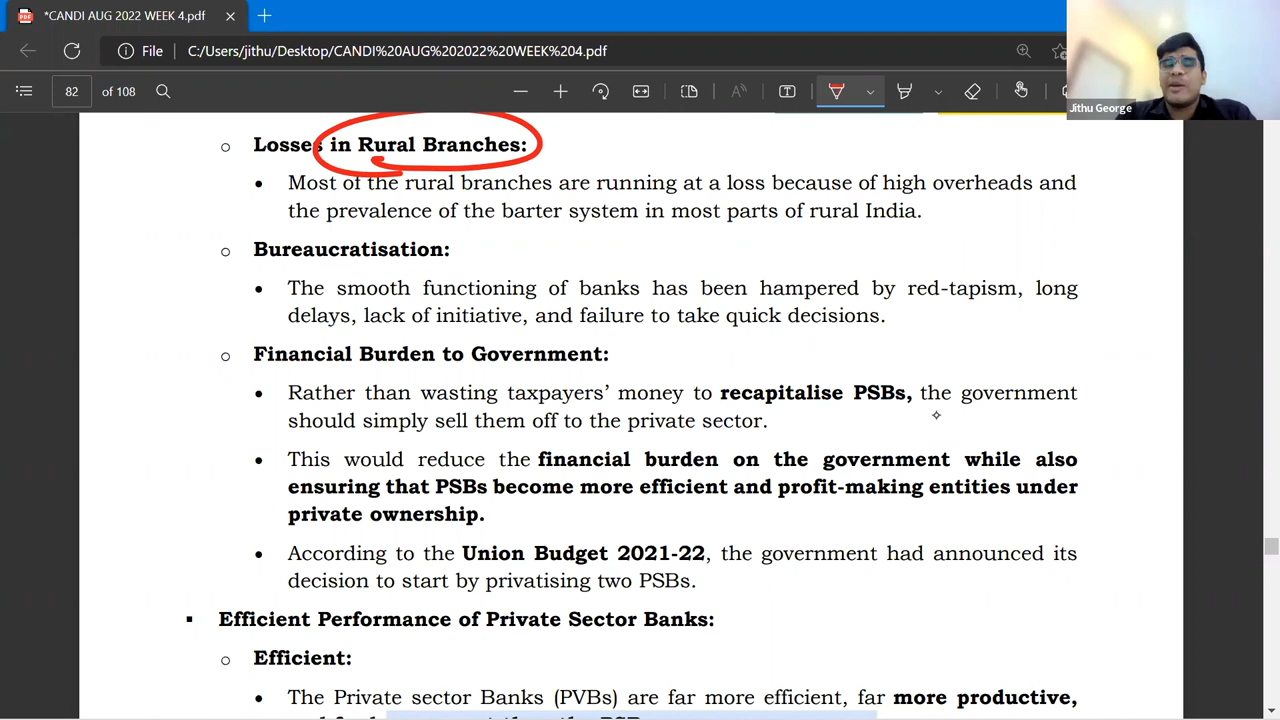 *CANDI AUG 2022 WEEK 4.pdf
File
C:/Users/jithu/Desktop/CANDI%20AUG%202022%20WEEK%204.pdf
82 of 108
Jithu George
Losses in Rural Branches:
Most of the rural branches are running at a loss because of high overheads and
the prevalence of the barter system in most parts of rural India.
Bureaucratisation:
The smooth functioning of banks has been hampered by red-tapism, long
delays, lack of initiative, and failure to take quick decisions.
Financial Burden to Government:
Rather than wasting taxpayers’ money to recapitalise PSBs, the government
should simply sell them off to the private sector.
This would reduce the financial burden on the government while also
ensuring that PSBs become more efficient and profit-making entities under
private ownership.
According to the Union Budget 2021-22, the government had announced its
decision to start by privatising two PSBs.
Efficient Performance of Private Sector Banks:
Efficient:
The Private sector Banks (PVBs) are far more efficient, far more productive,